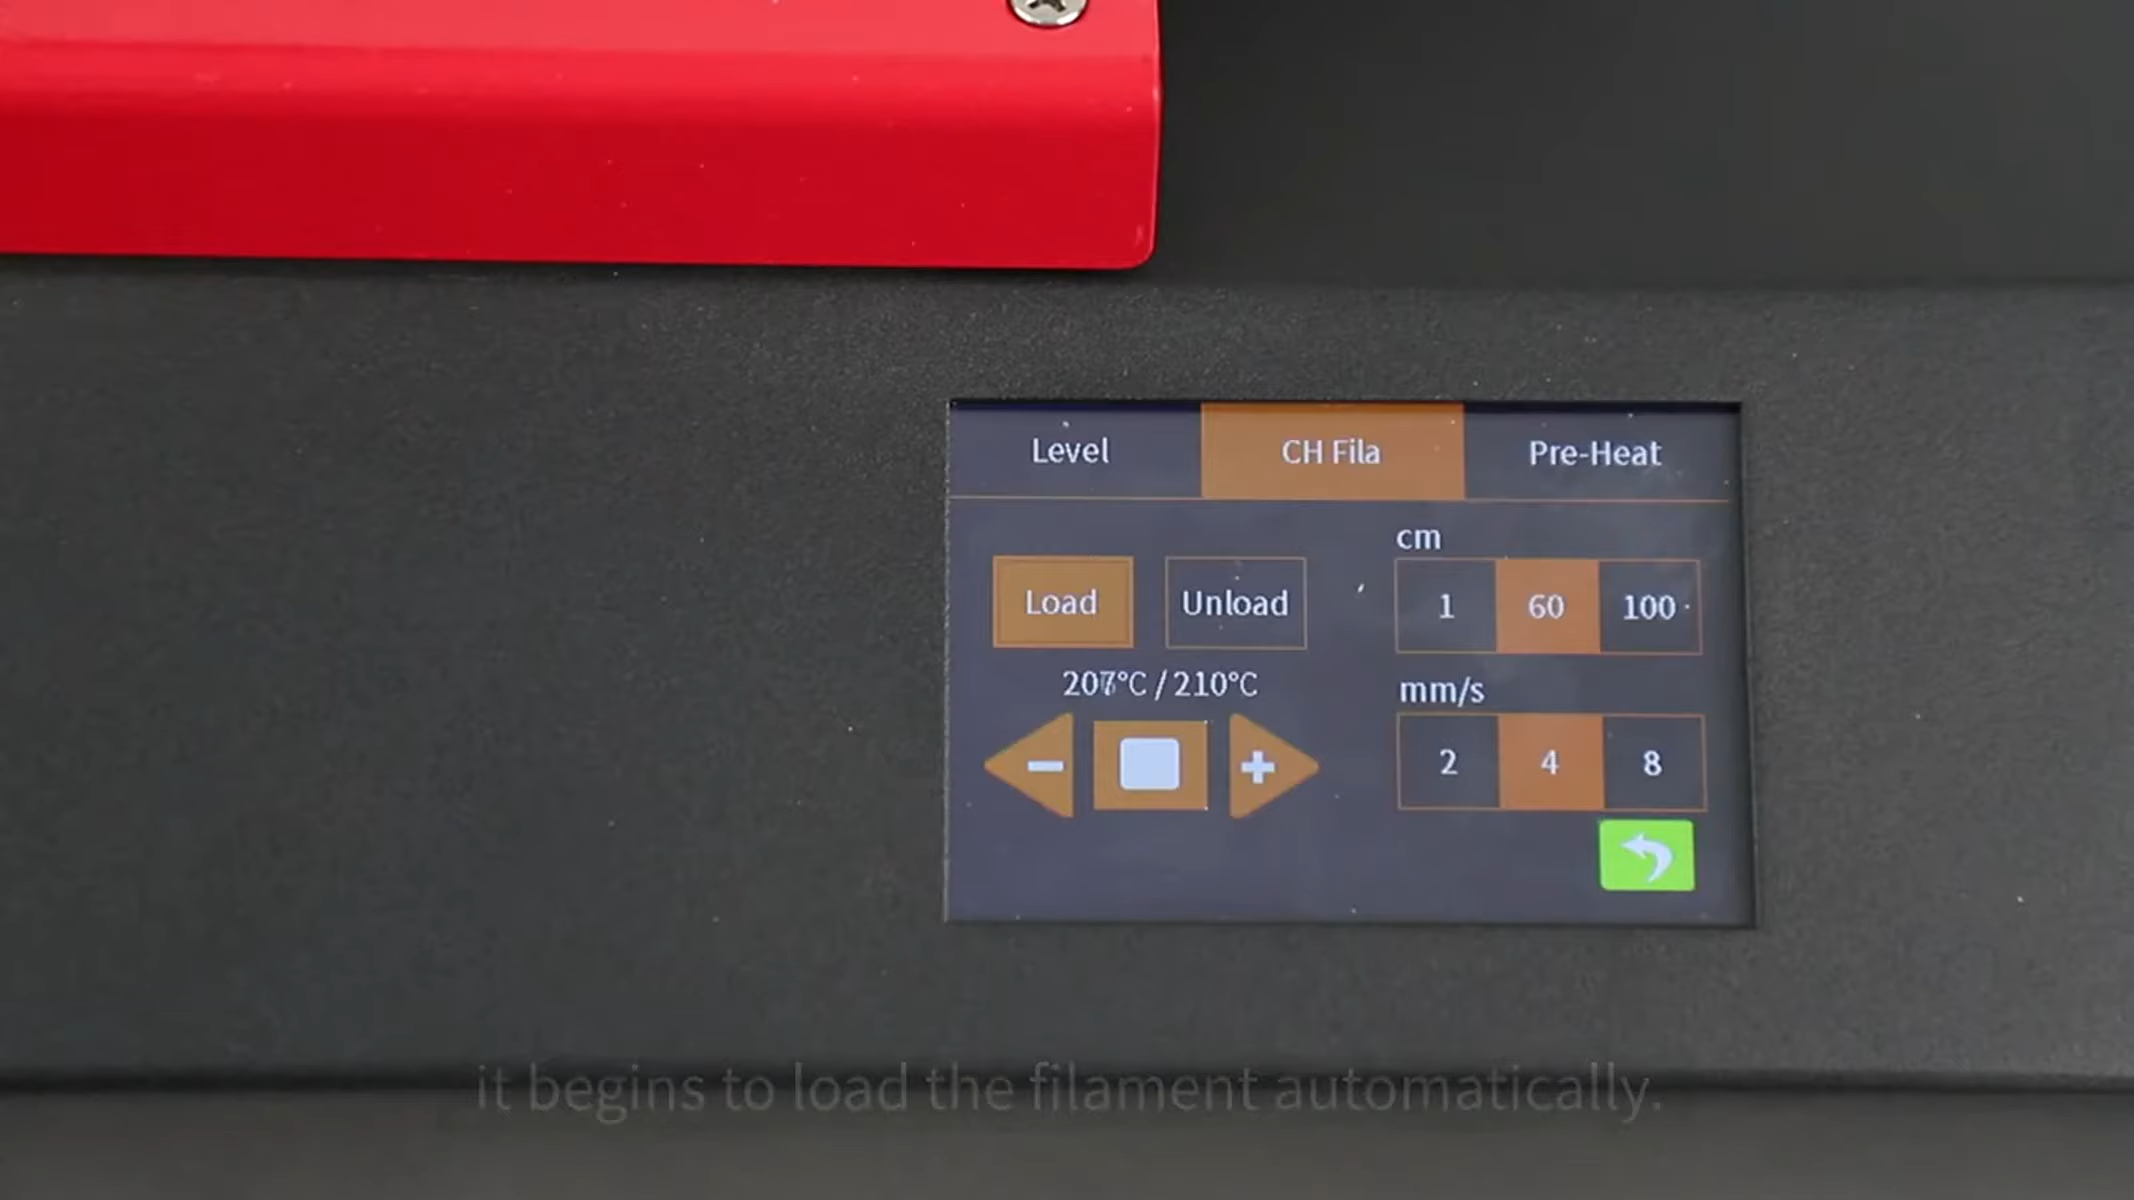 Level CH Fila Pre-Heat
cm
Load Unload 1 60 100
/ 210°C
mm/s
2 4 8
it begins to load the filament automatically.